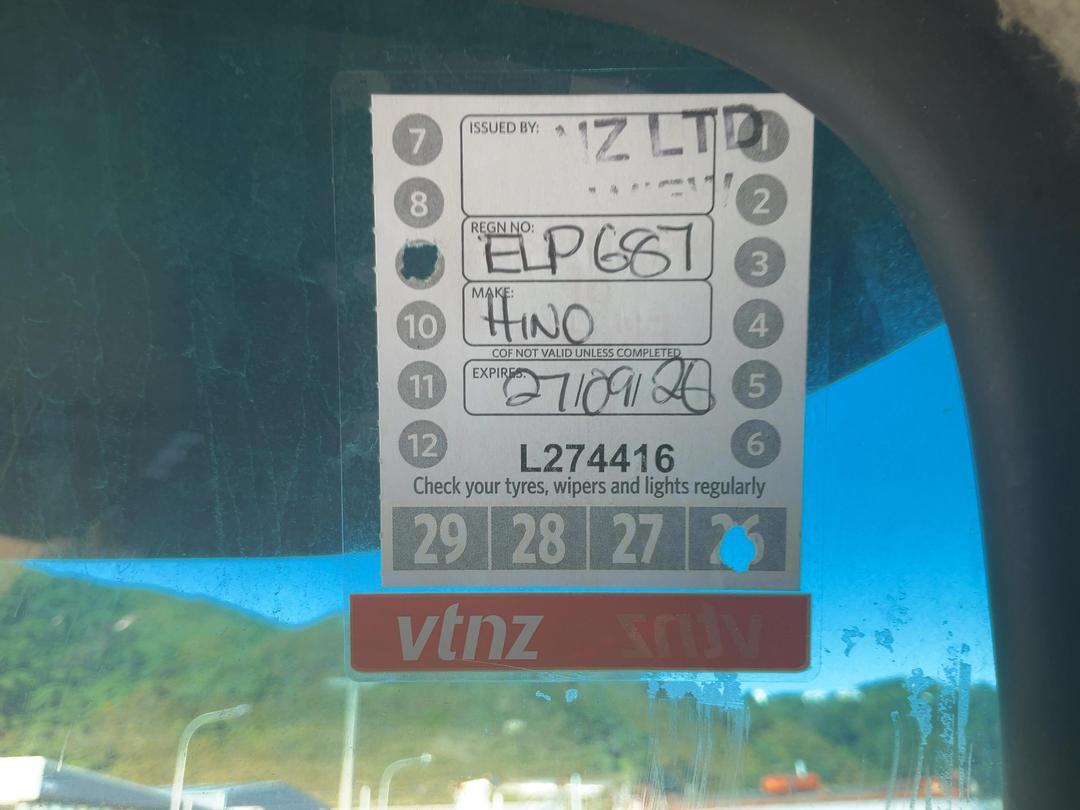 7
ISSUED BY:
NZ LTD
1
8
2
REGN NO:
ELP687
3
MAKE:
HINO
10
4
COF NOT VALID UNLESS COMPLETED
11
EXPIRES:
27/09/26
5
12
6
L274416
Check your tyres, wipers and lights regularly
29 28 27 26
vtnz
vtnz